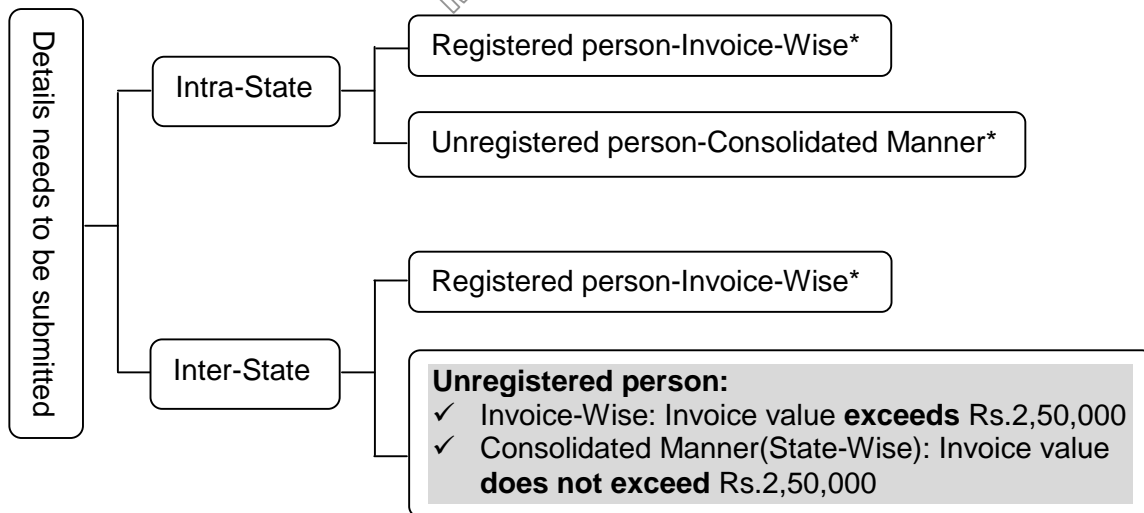 Details needs to be submitted
Intra-State
Registered person-Invoice-Wise*
Unregistered person-Consolidated Manner*
Inter-State
Registered person-Invoice-Wise*
Unregistered person:
✓ Invoice-Wise: Invoice value exceeds Rs.2,50,000
✓ Consolidated Manner(State-Wise): Invoice value
does not exceed Rs.2,50,000